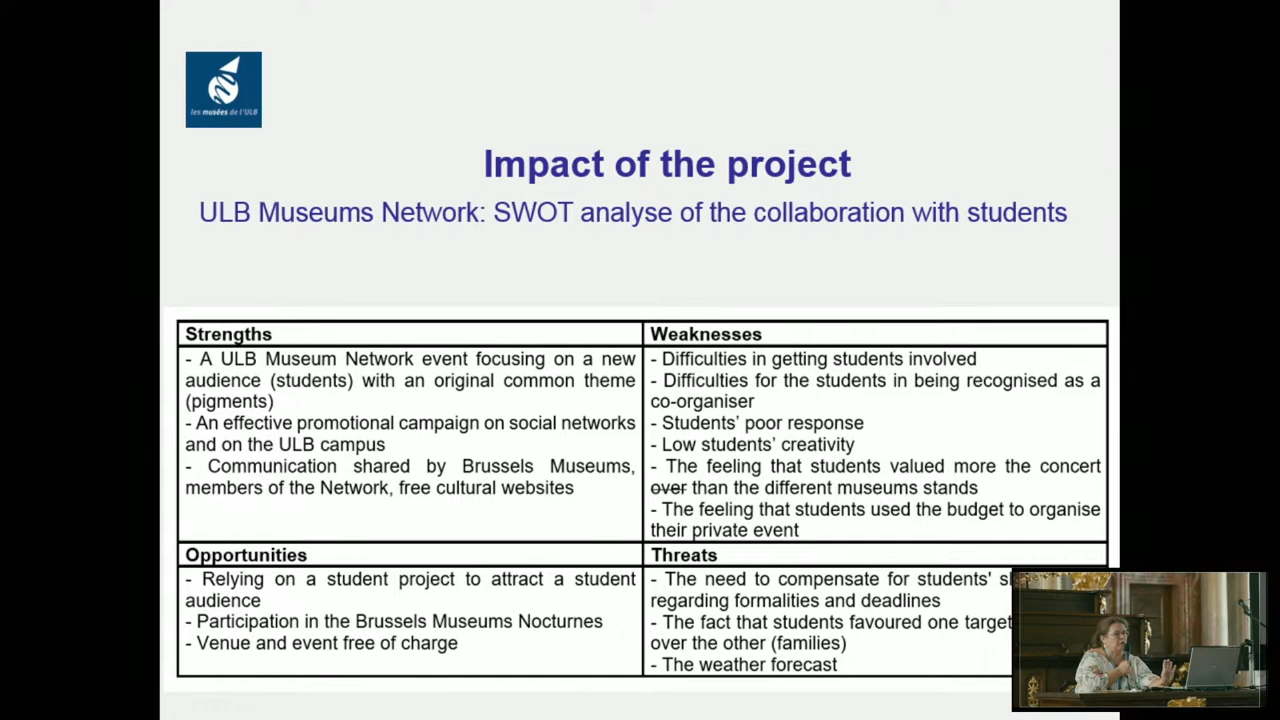 les musées de l'ULB
Impact of the project
ULB Museums Network: SWOT analyse of the collaboration with students
Strengths
- A ULB Museum Network event focusing on a new
audience (students) with an original common theme
(pigments)
- An effective promotional campaign on social networks
and on the ULB campus
- Communication shared by Brussels Museums,
members of the Network, free cultural websites
Weaknesses
- Difficulties in getting students involved
- Difficulties for the students in being recognised as a
co-organiser
- Students' poor response
- Low students' creativity
- The feeling that students valued more the concert
over than the different museums stands
- The feeling that students used the budget to organise
their private event
Opportunities
- Relying on a student project to attract a student
audience
- Participation in the Brussels Museums Nocturnes
- Venue and event free of charge
Threats
- The need to compensate for students'
regarding formalities and deadlines
- The fact that students favoured one target
over the other (families)
- The weather forecast